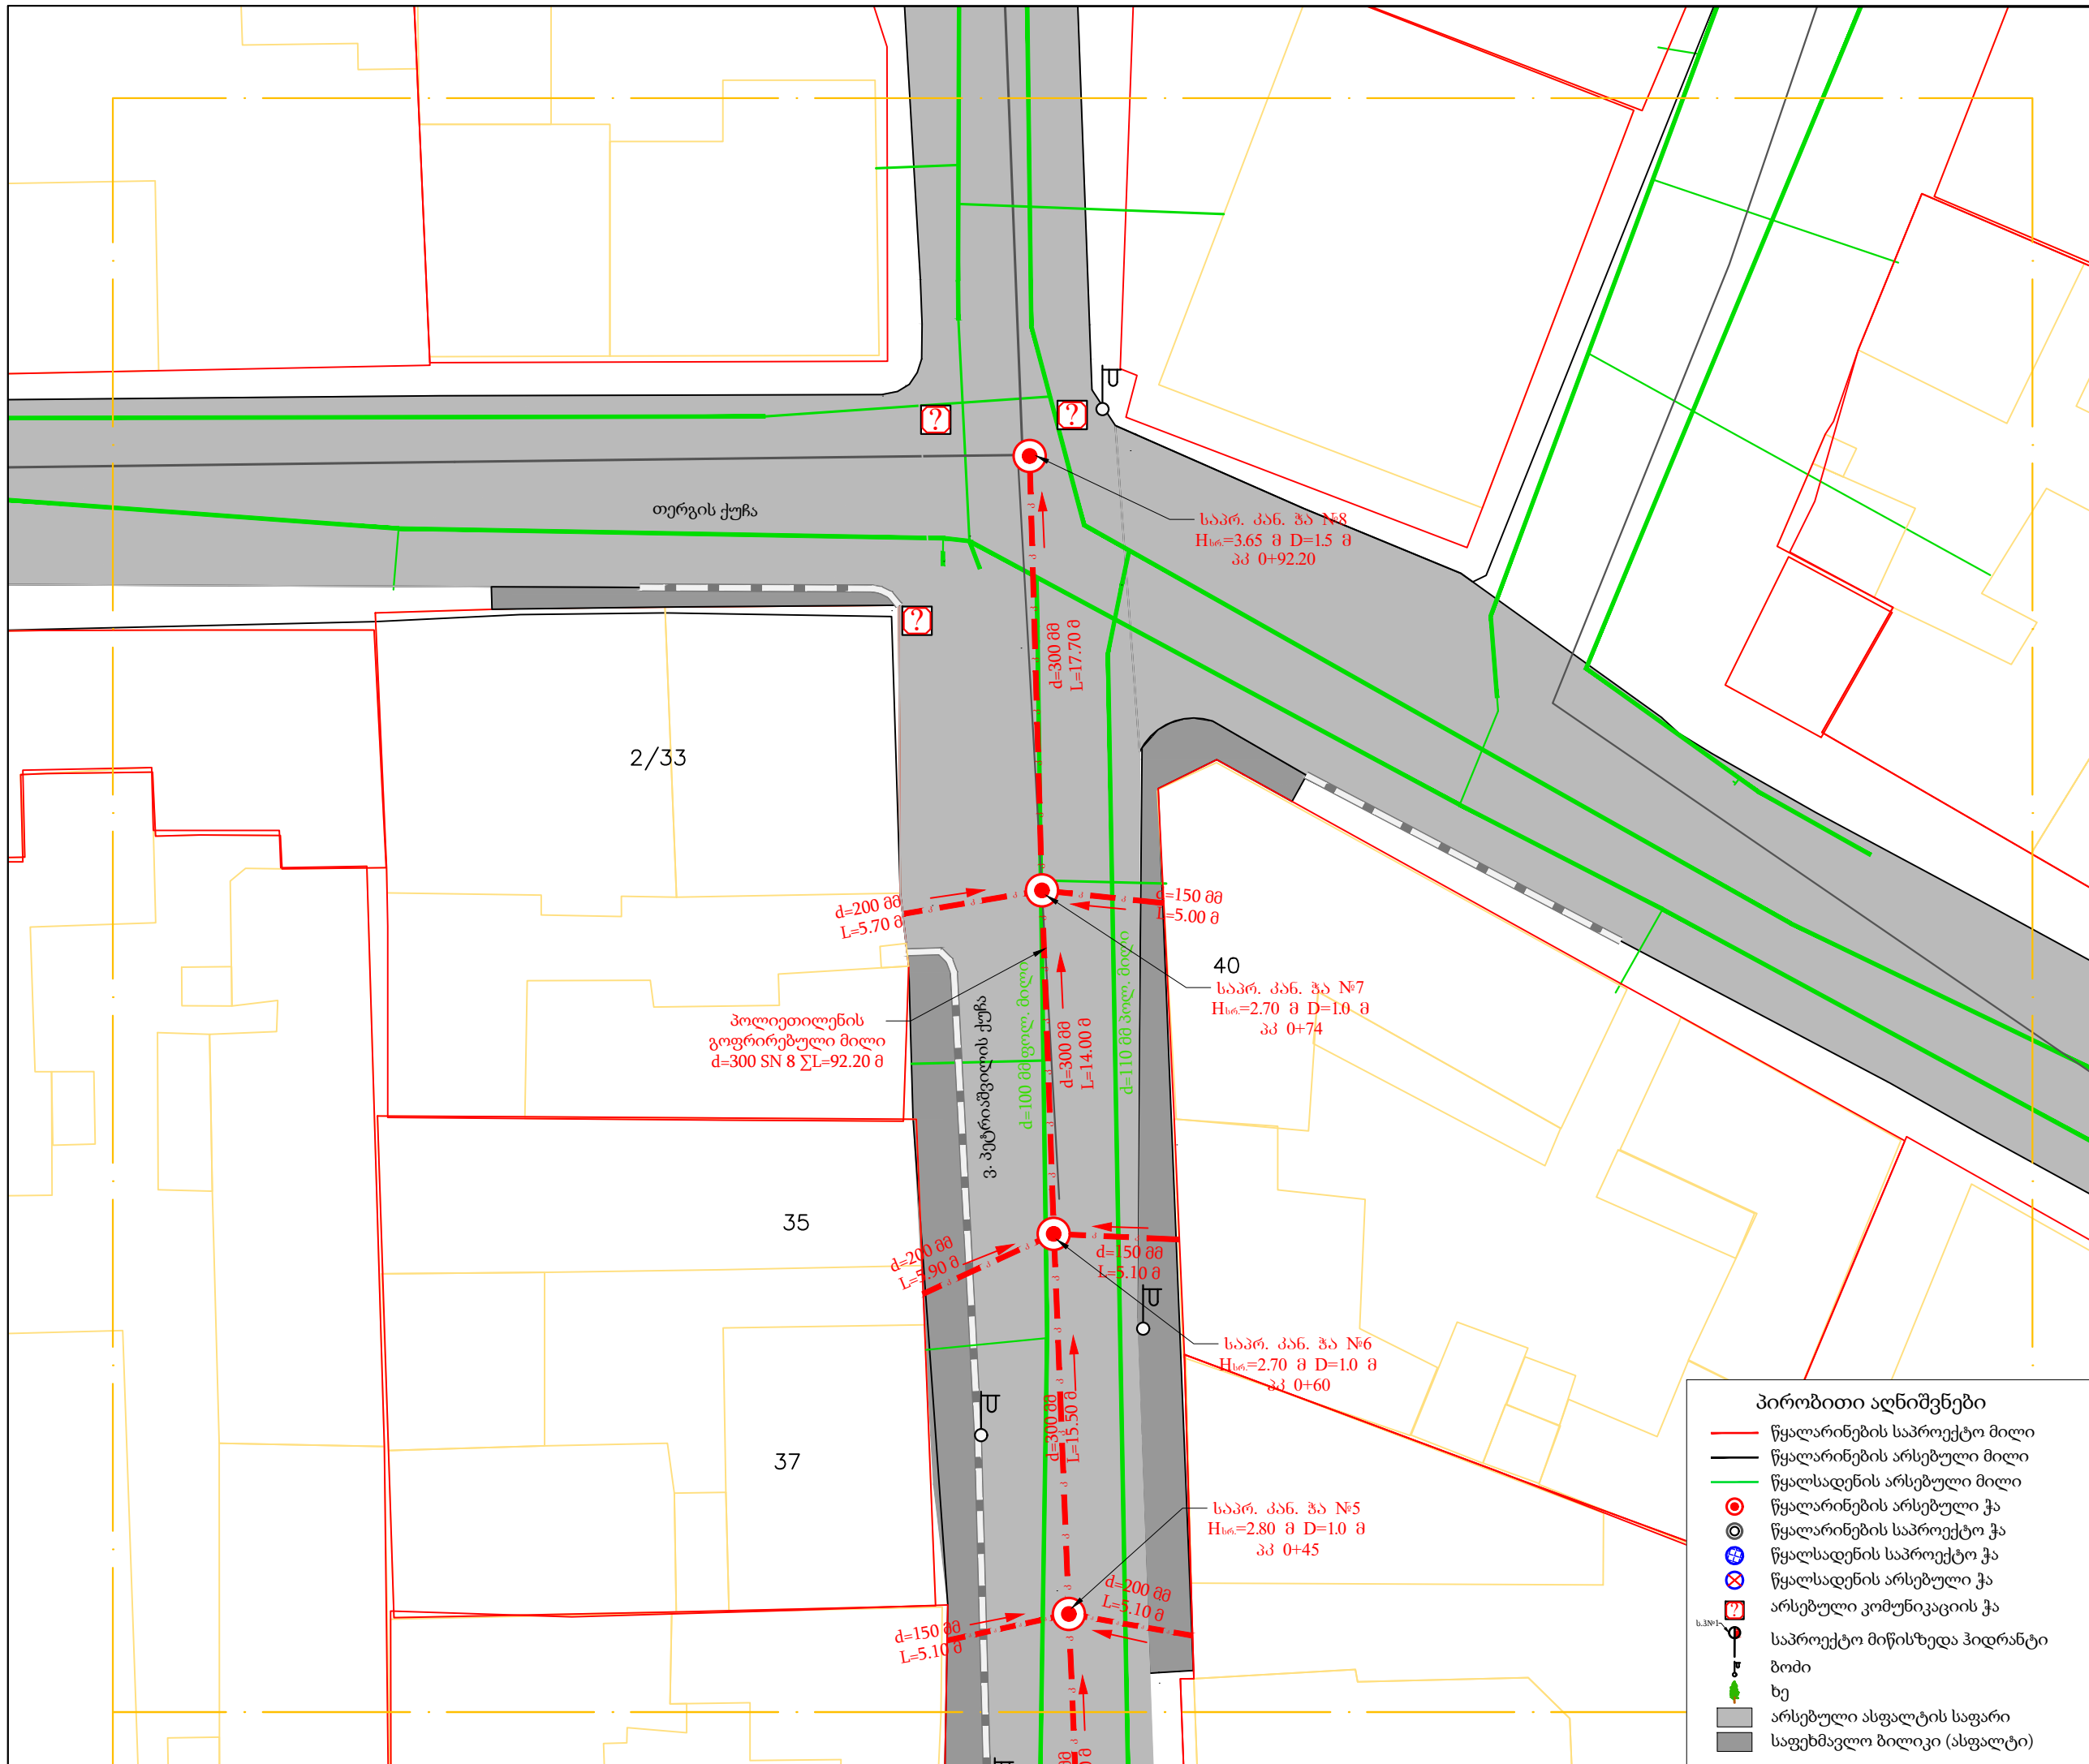 თერგის ქუჩა
საპრ. კან. ჭა №8
Hსრ.=3.65 მ D=1.5 მ
პკ 0+92.20
d=300 მმ
L=17.70 მ
2/33
d=200 მმ
L=5.70 მ
d=150 მმ
L=5.00 მ
40
საპრ. კან. ჭა №7
Hსრ.=2.70 მ D=1.0 მ
პკ 0+74
პოლიეთილენის
გოფრირებული მილი
d=300 SN 8 ∑L=92.20 მ
ვ. პეტრიაშვილის ქუჩა
d=100 მმ ფოლ. მილი
d=300 მმ
L=14.00 მ
d=110 მმ პოლ. მილი
35
d=200 მმ
L=5.90 მ
d=150 მმ
L=5.10 მ
საპრ. კან. ჭა №6
Hსრ.=2.70 მ D=1.0 მ
პკ 0+60
d=300 მმ
L=15.50 მ
37
საპრ. კან. ჭა №5
Hსრ.=2.80 მ D=1.0 მ
პკ 0+45
d=200 მმ
L=5.10 მ
d=150 მმ
L=5.10 მ
პირობითი აღნიშვნები
წყალარინების საპროექტო მილი
წყალარინების არსებული მილი
წყალსადენის არსებული მილი
წყალარინების არსებული ჭა
წყალარინების საპროექტო ჭა
წყალსადენის საპროექტო ჭა
წყალსადენის არსებული ჭა
? არსებული კომუნიკაციის ჭა
საპროექტო მიწისზედა ჰიდრანტი
ბოძი
ხე
არსებული ასფალტის საფარი
საფეხმავლო ბილიკი (ასფალტი)